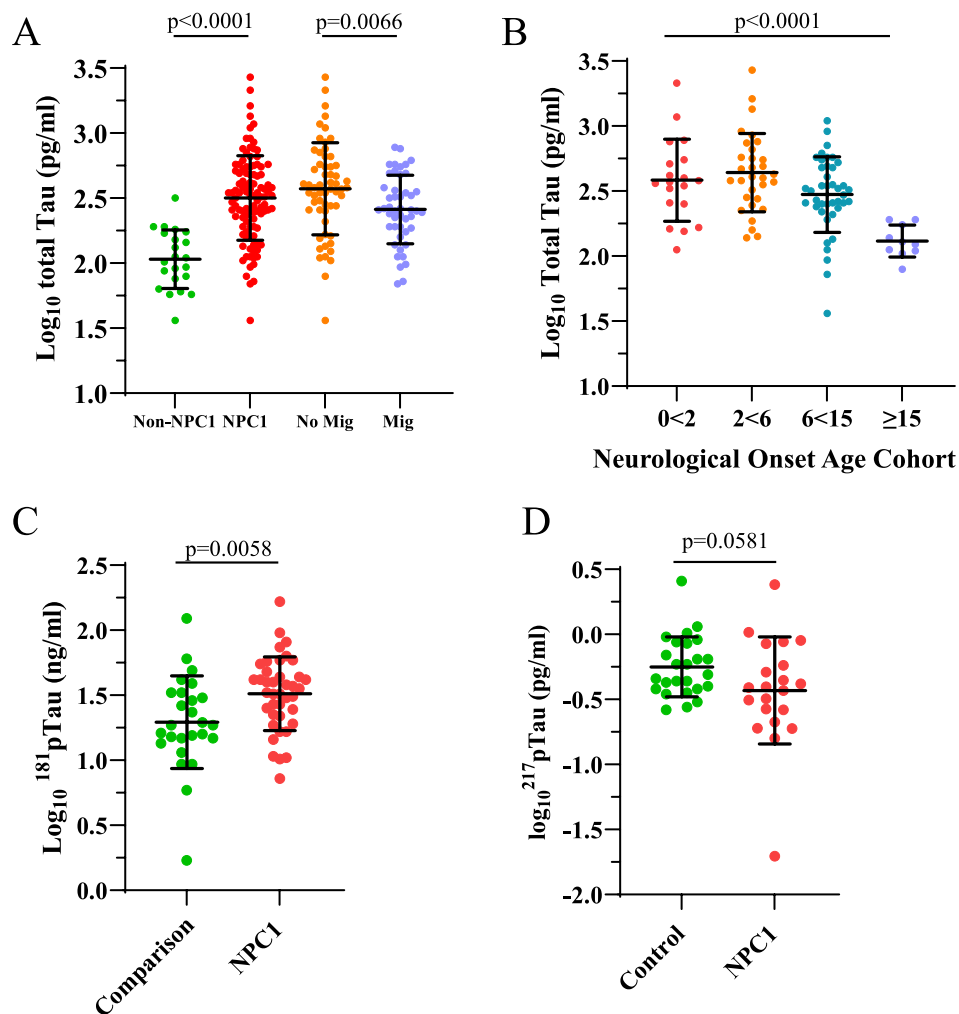 A
p<0.0001 p=0.0066
Log10 total Tau (pg/ml)
3.5
3.0
2.5
2.0
1.5
1.0
Non-NPC1 NPC1 No Mig Mig
B
p<0.0001
Log10 Total Tau (pg/ml)
3.5
3.0
2.5
2.0
1.5
1.0
0<2 2<6 6<15 ≥15
Neurological Onset Age Cohort
C
p=0.0058
Log10 181pTau (ng/ml)
2.5
2.0
1.5
1.0
0.5
0.0
Comparison NPC1
D
p=0.0581
log10 217pTau (pg/ml)
0.5
0.0
-0.5
-1.0
-1.5
-2.0
Control NPC1